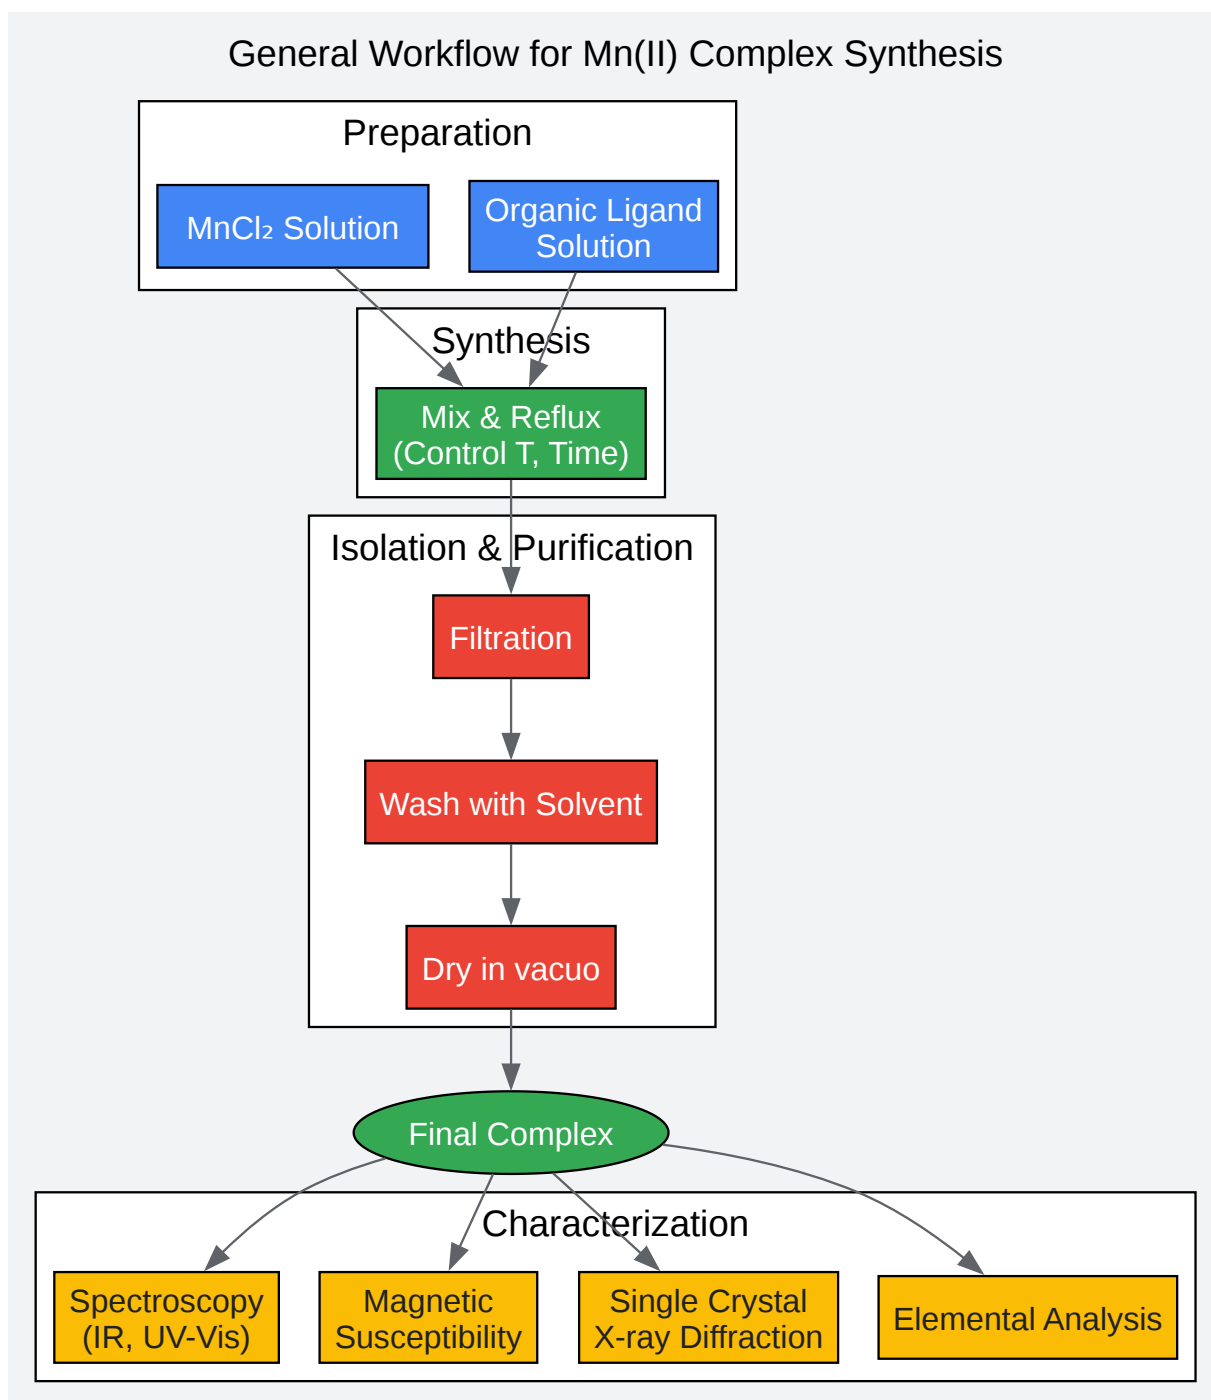 General Workflow for Mn(II) Complex Synthesis
Preparation
MnCl₂ Solution
Organic Ligand
Solution
Synthesis
Mix & Reflux
(Control T, Time)
Isolation & Purification
Filtration
Wash with Solvent
Dry in vacuo
Final Complex
Characterization
Spectroscopy
(IR, UV-Vis)
Magnetic
Susceptibility
Single Crystal
X-ray Diffraction
Elemental Analysis